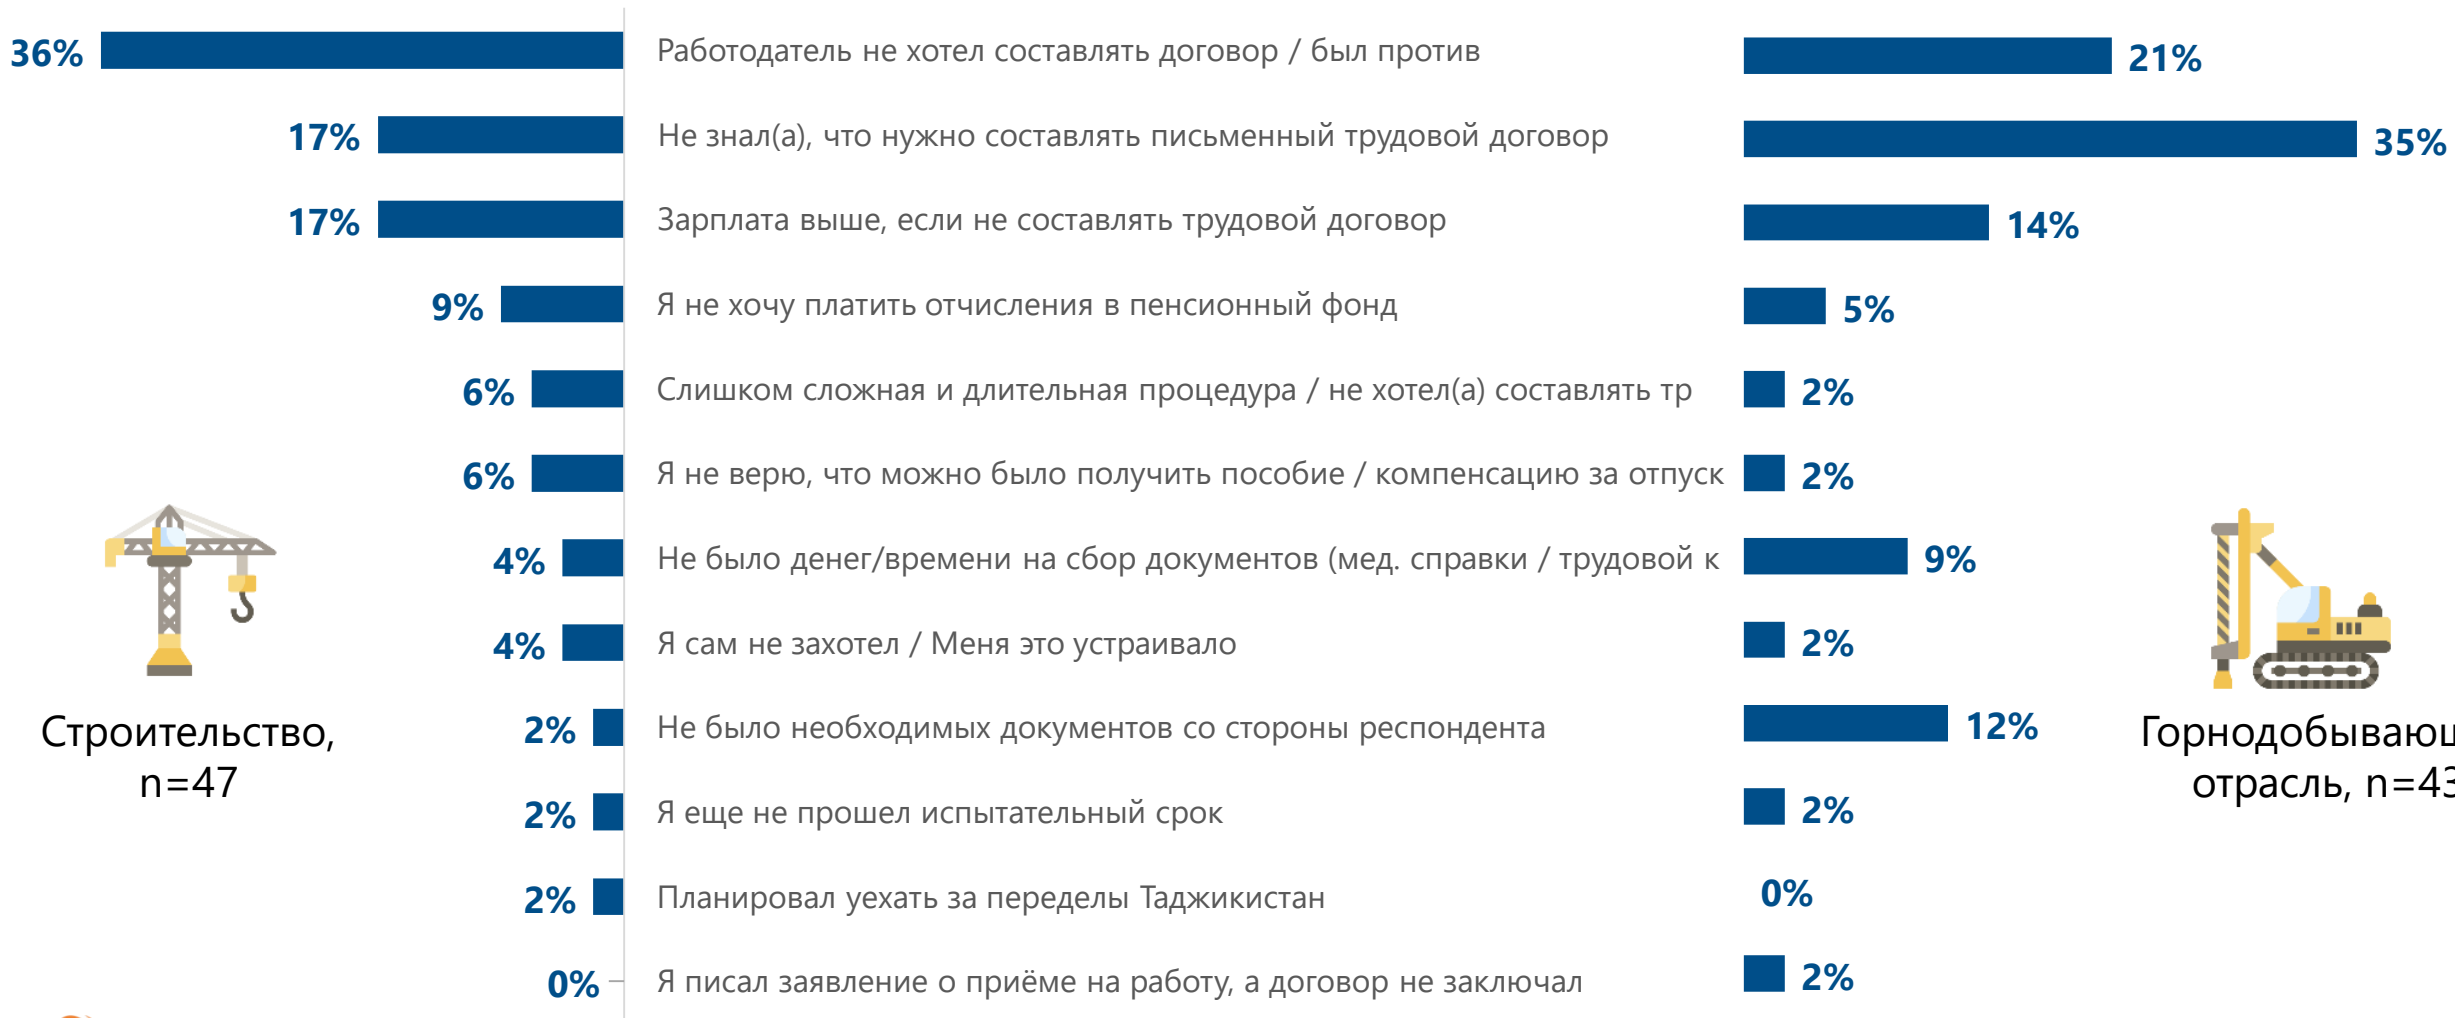 36% Работодатель не хотел составлять договор / был против 21%
17% Не знал(а), что нужно составлять письменный трудовой договор 35%
17% Зарплата выше, если не составлять трудовой договор 14%
9% Я не хочу платить отчисления в пенсионный фонд 5%
6% Слишком сложная и длительная процедура / не хотел(а) составлять тр 2%
6% Я не верю, что можно было получить пособие / компенсацию за отпуск 2%
4% Не было денег/времени на сбор документов (мед. справки / трудовой к 9%
4% Я сам не захотел / Меня это устраивало 2%
2% Не было необходимых документов со стороны респондента 12%
2% Я еще не прошел испытательный срок 2%
2% Планировал уехать за переделы Таджикистан 0%
0% Я писал заявление о приёме на работу, а договор не заключал 2%
Строительство,
n=47
Горнодобывающ
отрасль, n=43